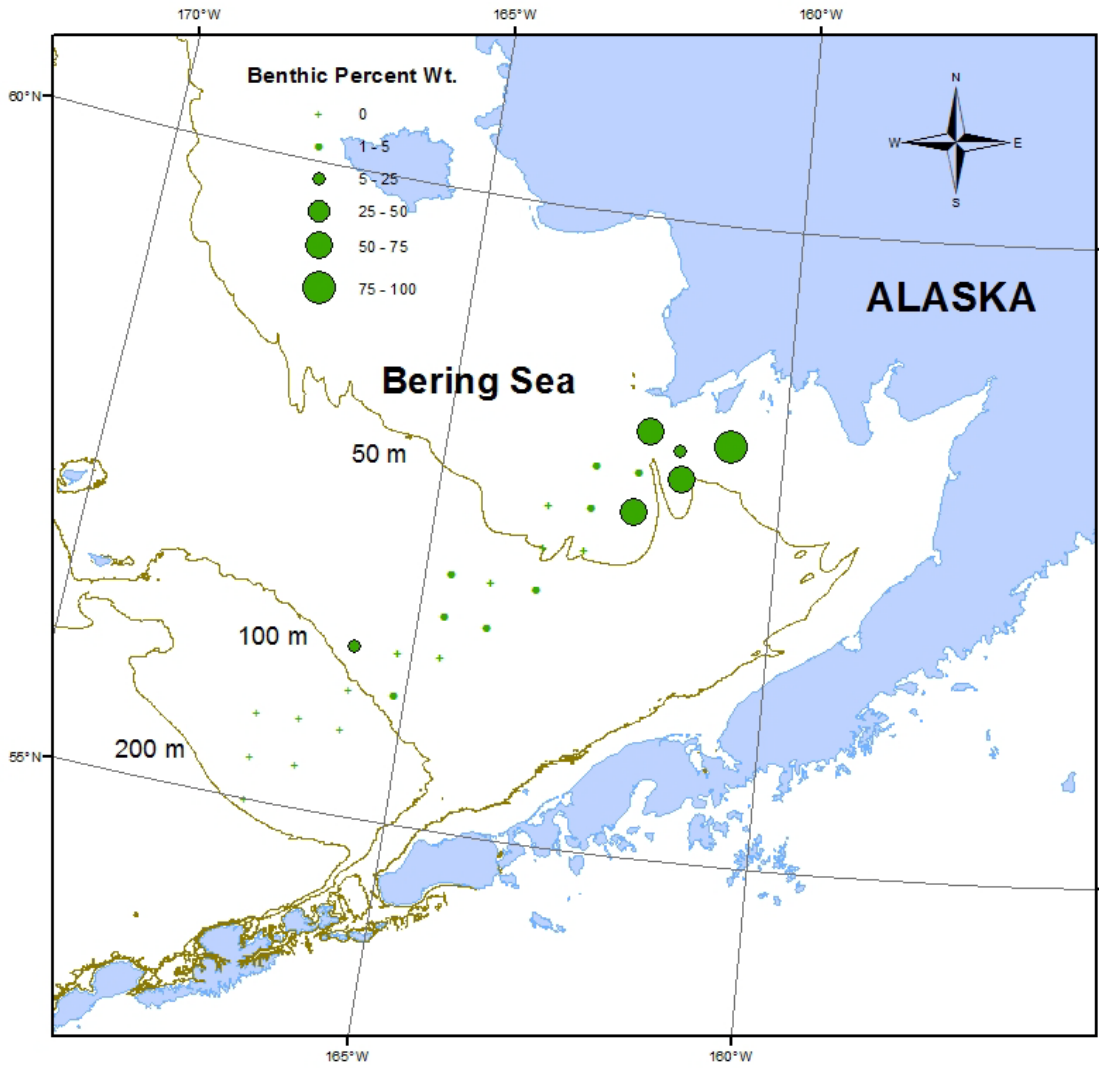 170°W 165°W 160°W
Benthic Percent Wt.
0
1 - 5
5 - 25
25 - 50
50 - 75
75 - 100
N
W E
S
60°N
ALASKA
Bering Sea
50 m
100 m
200 m
55°N
165°W 160°W